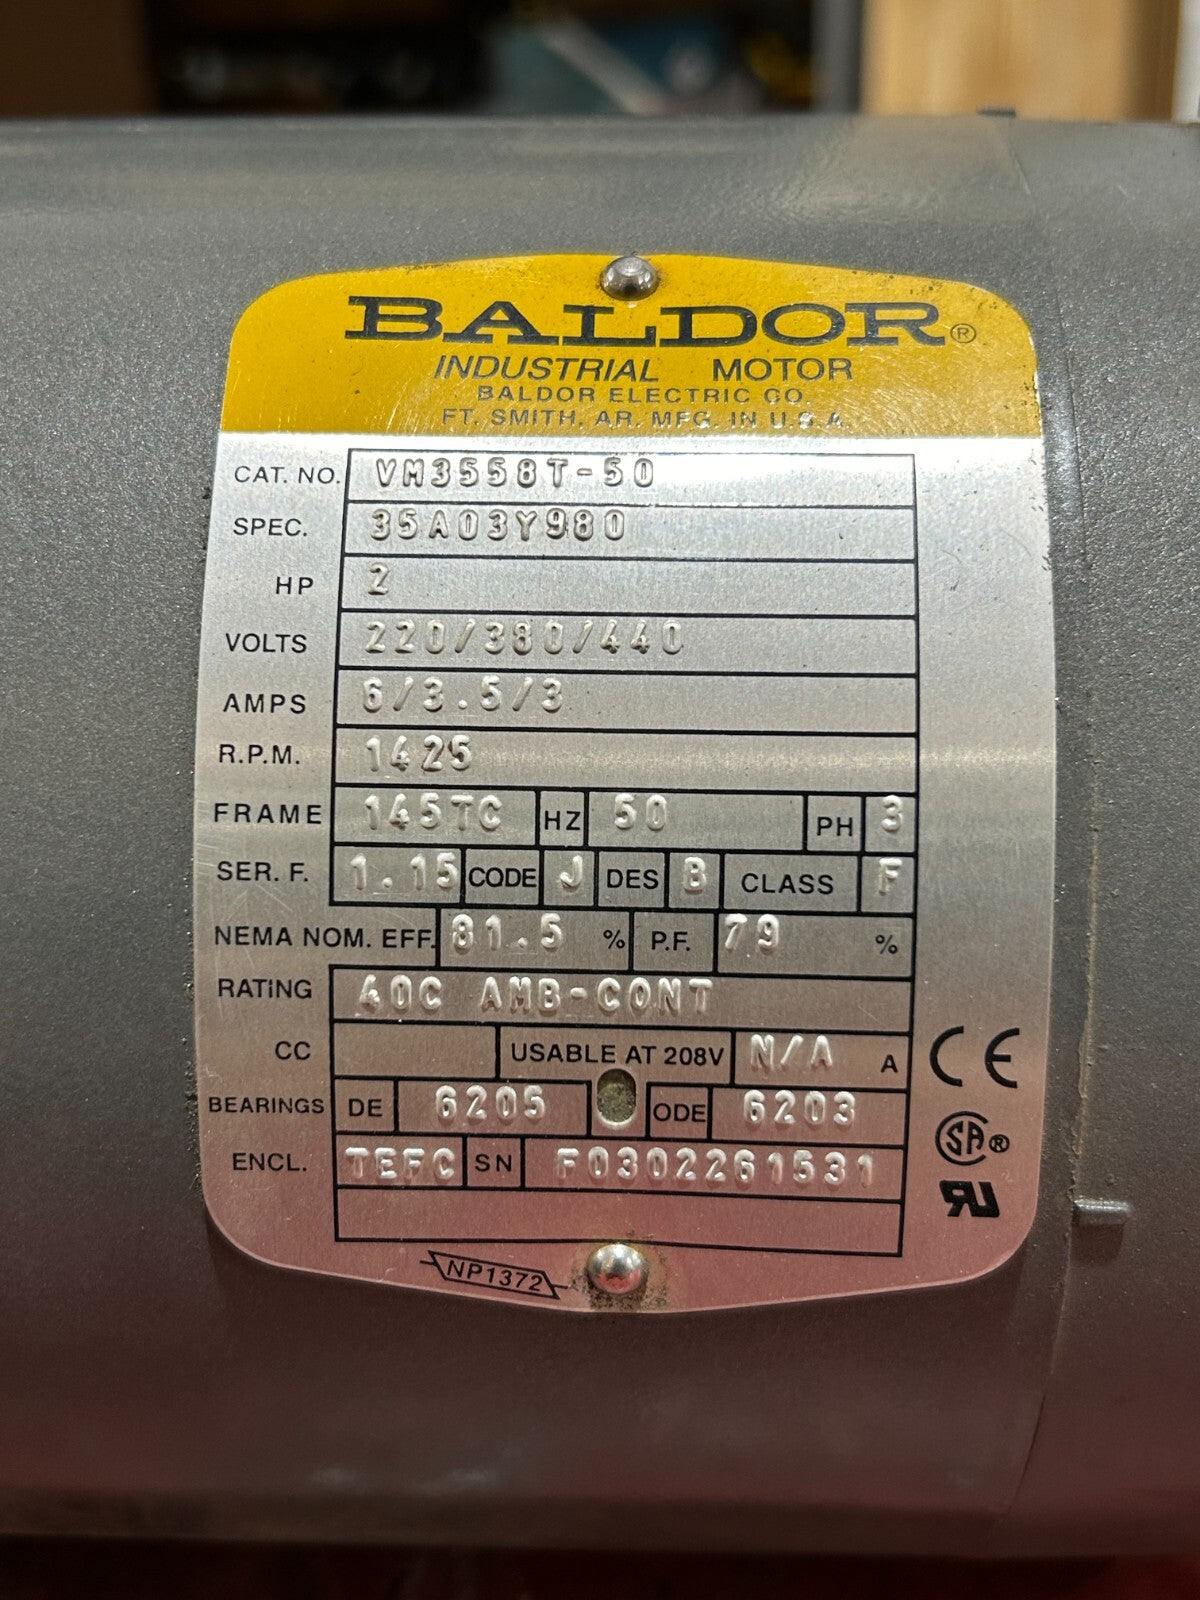 BALDOR®
INDUSTRIAL MOTOR
BALDOR ELECTRIC CO.
FT. SMITH, AR. MFG. IN U.S.A.
CAT. NO. VM3558T-50
SPEC. 35A03Y980
HP 2
VOLTS 220/380/440
AMPS 6/3.5/3
R.P.M. 1425
FRAME 145TC HZ 50 PH 3
SER. F. 1.15 CODE J DES B CLASS F
NEMA NOM. EFF. 81.5 % P.F. 79 %
RATING 40C AMB-CONT
CC USABLE AT 208V N/A A
CE
BEARINGS DE 6205 ODE 6203
SA®
ENCL. TEFC SN F0302261531
RU
NP1372